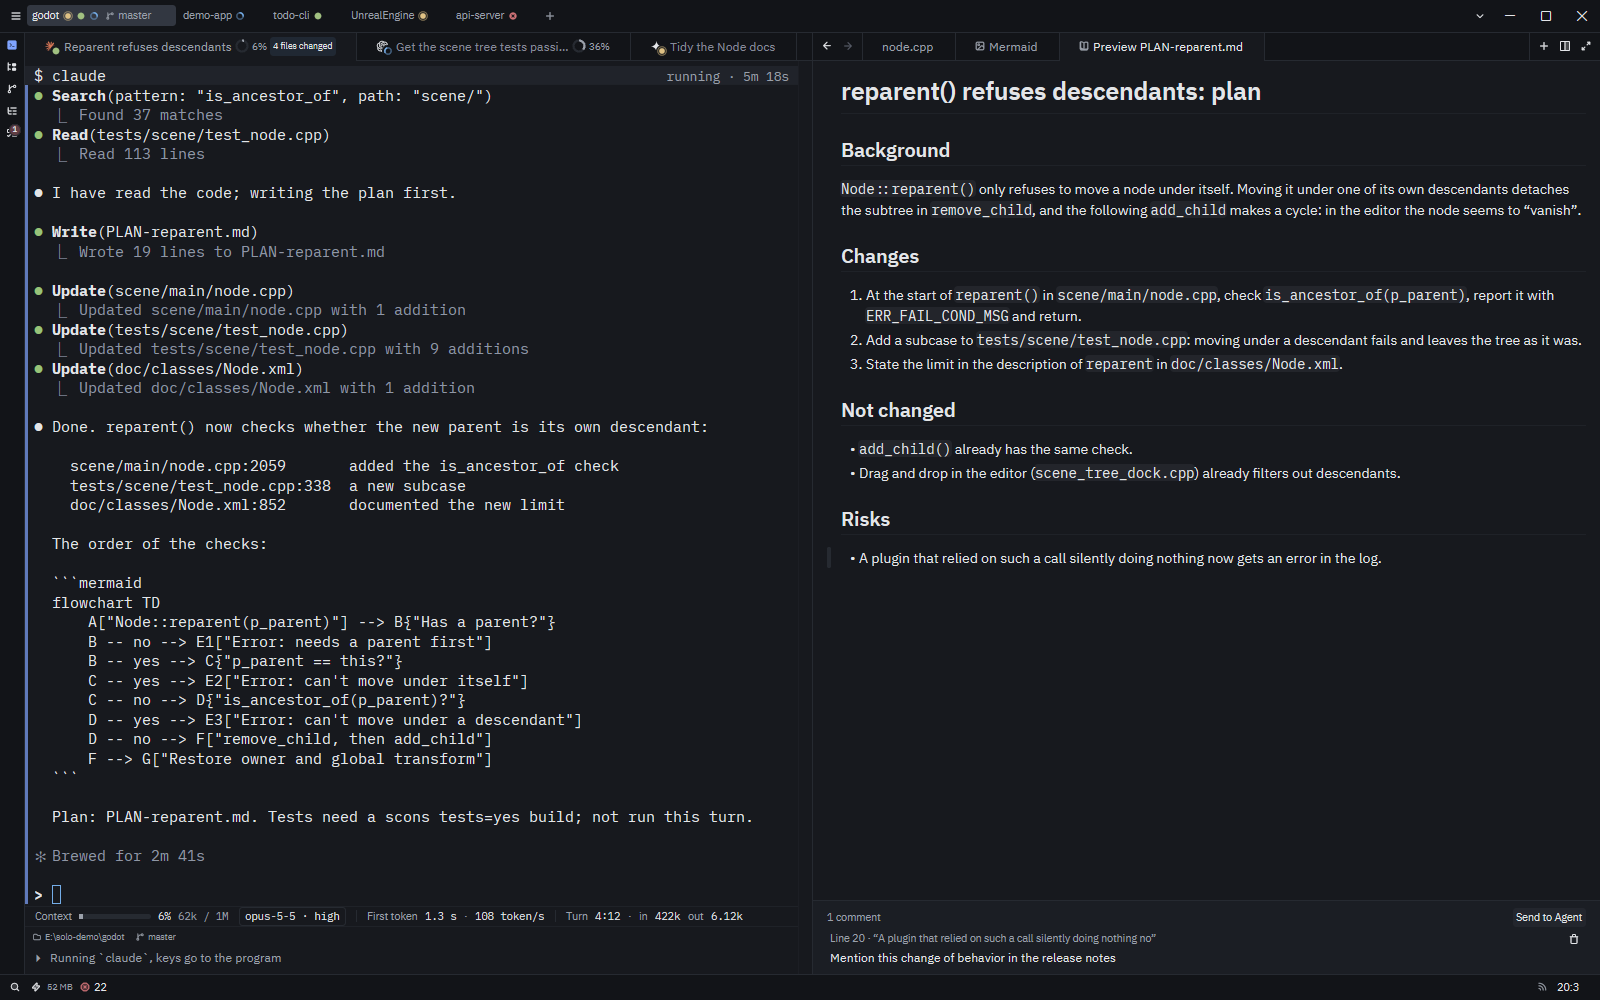 godot master
demo-app
todo-cli
UnrealEngine
api-server
Reparent refuses descendants 6% 4 files changed
Get the scene tree tests passi... 36%
Tidy the Node docs
node.cpp
Mermaid
Preview PLAN-reparent.md
1
$ claude
running · 5m 18s
● Search(pattern: "is_ancestor_of", path: "scene/")
⎿ Found 37 matches
● Read(tests/scene/test_node.cpp)
⎿ Read 113 lines
● I have read the code; writing the plan first.
● Write(PLAN-reparent.md)
⎿ Wrote 19 lines to PLAN-reparent.md
● Update(scene/main/node.cpp)
⎿ Updated scene/main/node.cpp with 1 addition
● Update(tests/scene/test_node.cpp)
⎿ Updated tests/scene/test_node.cpp with 9 additions
● Update(doc/classes/Node.xml)
⎿ Updated doc/classes/Node.xml with 1 addition
● Done. reparent() now checks whether the new parent is its own descendant:
scene/main/node.cpp:2059 added the is_ancestor_of check
tests/scene/test_node.cpp:338 a new subcase
doc/classes/Node.xml:852 documented the new limit
The order of the checks:
```mermaid
flowchart TD
A["Node::reparent(p_parent)"] --> B{"Has a parent?"}
B -- no --> E1["Error: needs a parent first"]
B -- yes --> C{"p_parent == this?"}
C -- yes --> E2["Error: can't move under itself"]
C -- no --> D{"is_ancestor_of(p_parent)?"}
D -- yes --> E3["Error: can't move under a descendant"]
D -- no --> F["remove_child, then add_child"]
F --> G["Restore owner and global transform"]
```
Plan: PLAN-reparent.md. Tests need a scons tests=yes build; not run this turn.
✻ Brewed for 2m 41s
>
Context 6% 62k / 1M opus-5-5 · high First token 1.3 s · 108 token/s Turn 4:12 · in 422k out 6.12k
E:\solo-demo\godot master
Running `claude`, keys go to the program
reparent() refuses descendants: plan
Background
Node::reparent() only refuses to move a node under itself. Moving it under one of its own descendants detaches
the subtree in remove_child, and the following add_child makes a cycle: in the editor the node seems to “vanish”.
Changes
1. At the start of reparent() in scene/main/node.cpp, check is_ancestor_of(p_parent), report it with
ERR_FAIL_COND_MSG and return.
2. Add a subcase to tests/scene/test_node.cpp: moving under a descendant fails and leaves the tree as it was.
3. State the limit in the description of reparent in doc/classes/Node.xml.
Not changed
• add_child() already has the same check.
• Drag and drop in the editor (scene_tree_dock.cpp) already filters out descendants.
Risks
• A plugin that relied on such a call silently doing nothing now gets an error in the log.
1 comment
Send to Agent
Line 20 · “A plugin that relied on such a call silently doing nothing no”
Mention this change of behavior in the release notes
52 MB 22
20:3